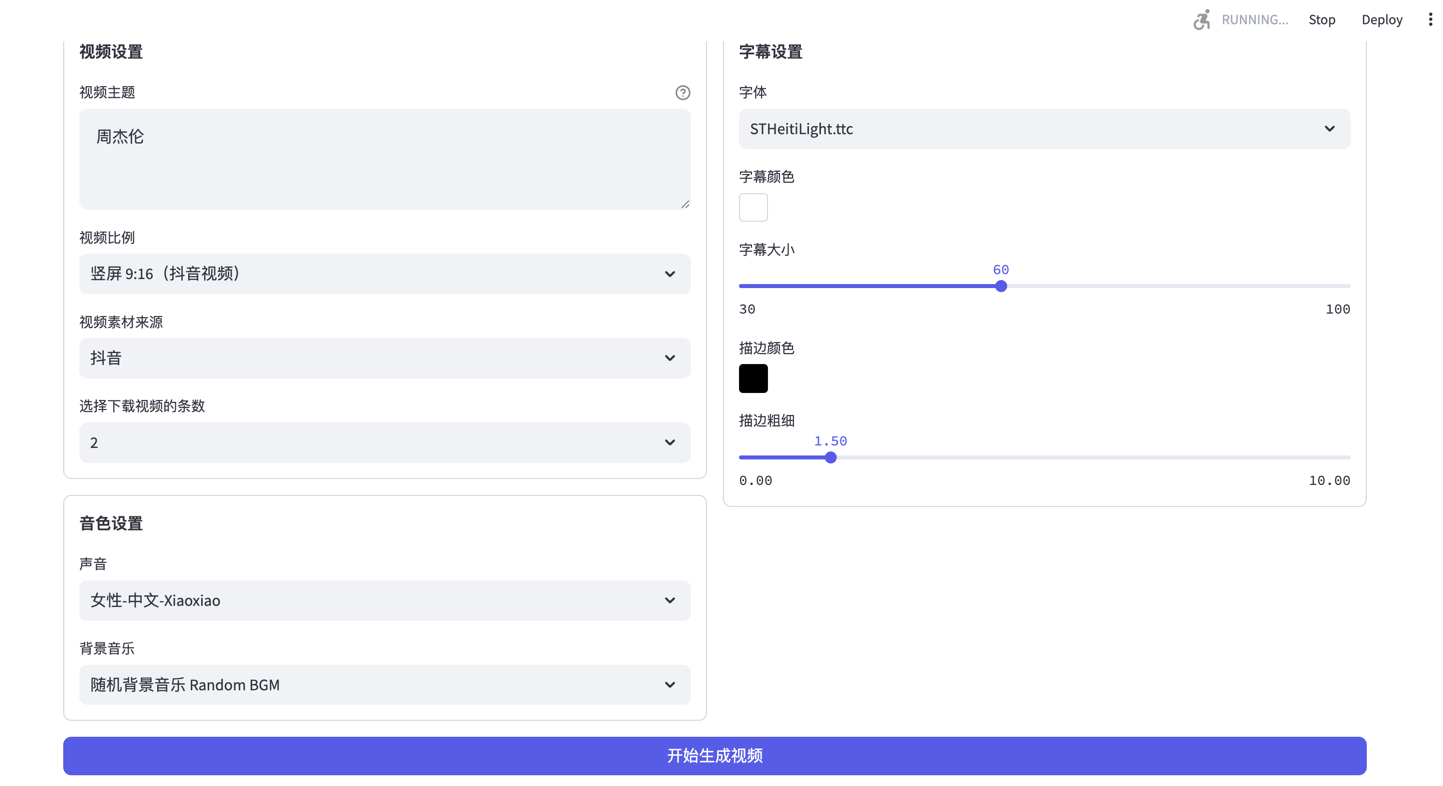 RUNNING...
Stop
Deploy
视频设置
视频主题
周杰伦
视频比例
竖屏 9:16（抖音视频）
视频素材来源
抖音
选择下载视频的条数
2
音色设置
声音
女性-中文-Xiaoxiao
背景音乐
随机背景音乐 Random BGM
字幕设置
字体
STHeitiLight.ttc
字幕颜色
字幕大小
60
30
100
描边颜色
描边粗细
1.50
0.00
10.00
开始生成视频